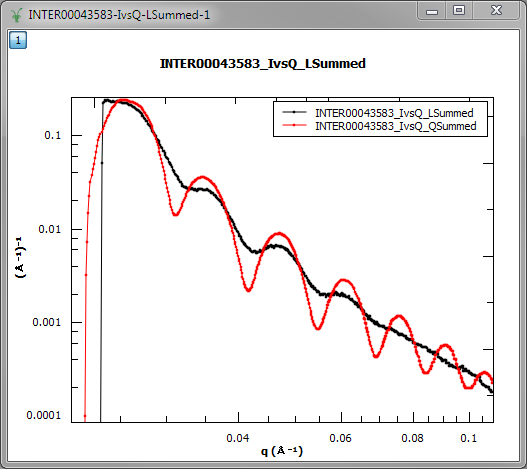 INTER00043583-IvsQ-LSummed-1
1
INTER00043583_IvsQ_LSummed
INTER00043583_IvsQ_LSummed
INTER00043583_IvsQ_QSummed
0.1
0.01
0.001
0.0001
(Å⁻¹)⁻¹
0.04 0.06 0.08 0.1
q (Å⁻¹)